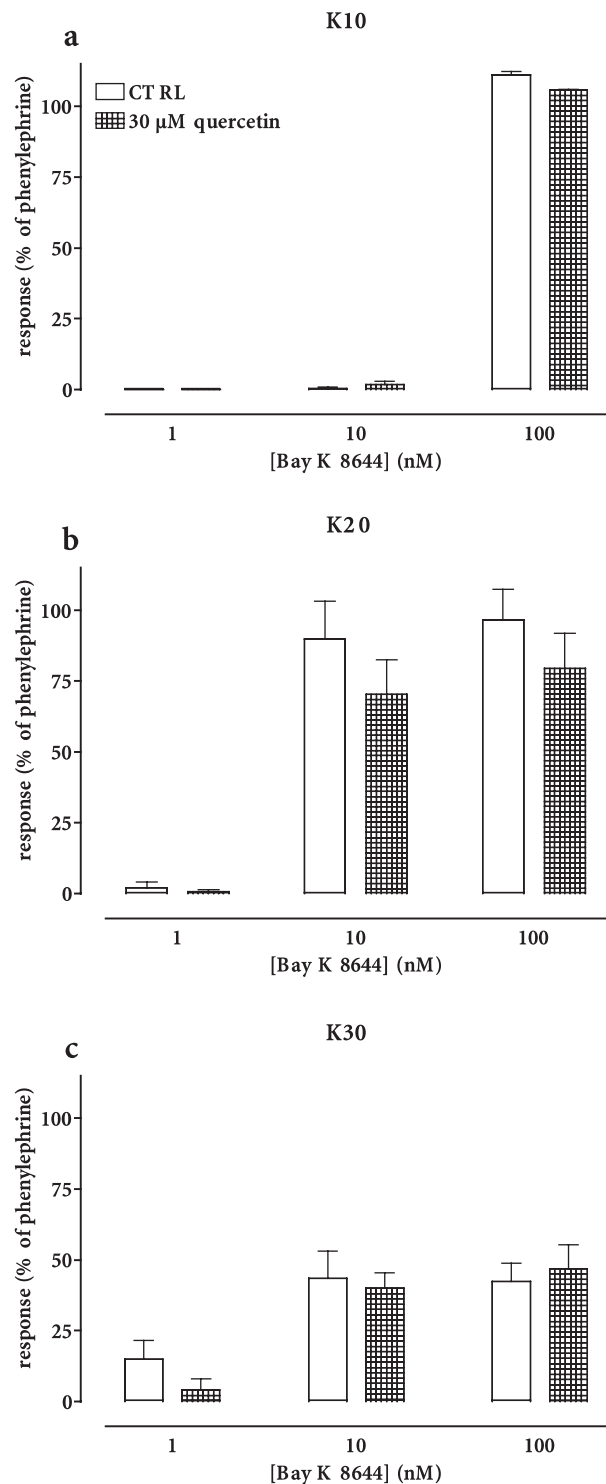 a
K10
response (% of phenylephrine)
100
75
50
25
0
CT RL
30 µM quercetin
1 10 100
[Bay K 8644] (nM)
b
K20
response (% of phenylephrine)
100
75
50
25
0
1 10 100
[Bay K 8644] (nM)
c
K30
response (% of phenylephrine)
100
75
50
25
0
1 10 100
[Bay K 8644] (nM)